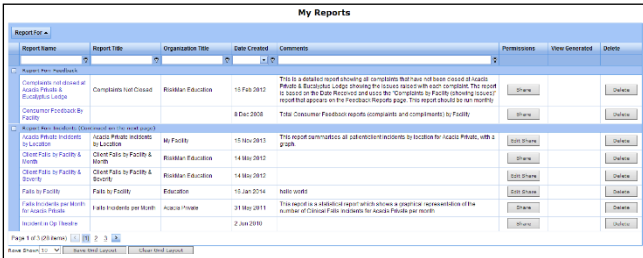 My Reports
Report For
Report Name Report Title Organization Title Date Created Comments Permissions View Generated Delete
Report For: Feedback
Complaints not closed at Acacia Private & Eucalyptus Lodge Complaints Not Closed RiskMan Education 15 Feb 2012 This is a detailed report showing all complaints that have not been closed at Acacia Private & Eucalyptus Lodge showing the issues raised with each complaint. The report is based on the Date Received and uses the "Complaints by Facility (showing issues)" report that appears on the Feedback Reports page. This report should be run monthly Share Delete
Consumer Feedback By Facility 8 Dec 2008 Total Consumer Feedback reports (complaints and compliments) by Facility Share Delete
Report For: Incidents (Continued on the next page)
Acacia Private Incidents by Location Acacia Private Incidents by Location My Facility 15 Nov 2013 This report summarises all patient/client incidents by location for Acacia Private, with a graph. Edit Share Delete
Client Falls by Facility & Month Client Falls by Facility & Month RiskMan Education 14 May 2012 Edit Share Delete
Client Falls by Facility & Severity Client Falls by Facility & Severity RiskMan Education 14 May 2012 Edit Share Delete
Falls by Facility Falls by Facility Education 16 Jan 2014 hello world Edit Share Delete
Falls Incidents per Month for Acacia Private Falls Incidents per Month Acacia Private 31 May 2011 This report is a statistical report which shows a graphical representation of the number of Clinical Falls Incidents for Acacia Private per month Share Delete
Incident in Op Theatre 2 Jun 2010 Share Delete
Page 1 of 3 (28 items) [1] 2 3
Rows Shown 10 Save Grid Layout Clear Grid Layout